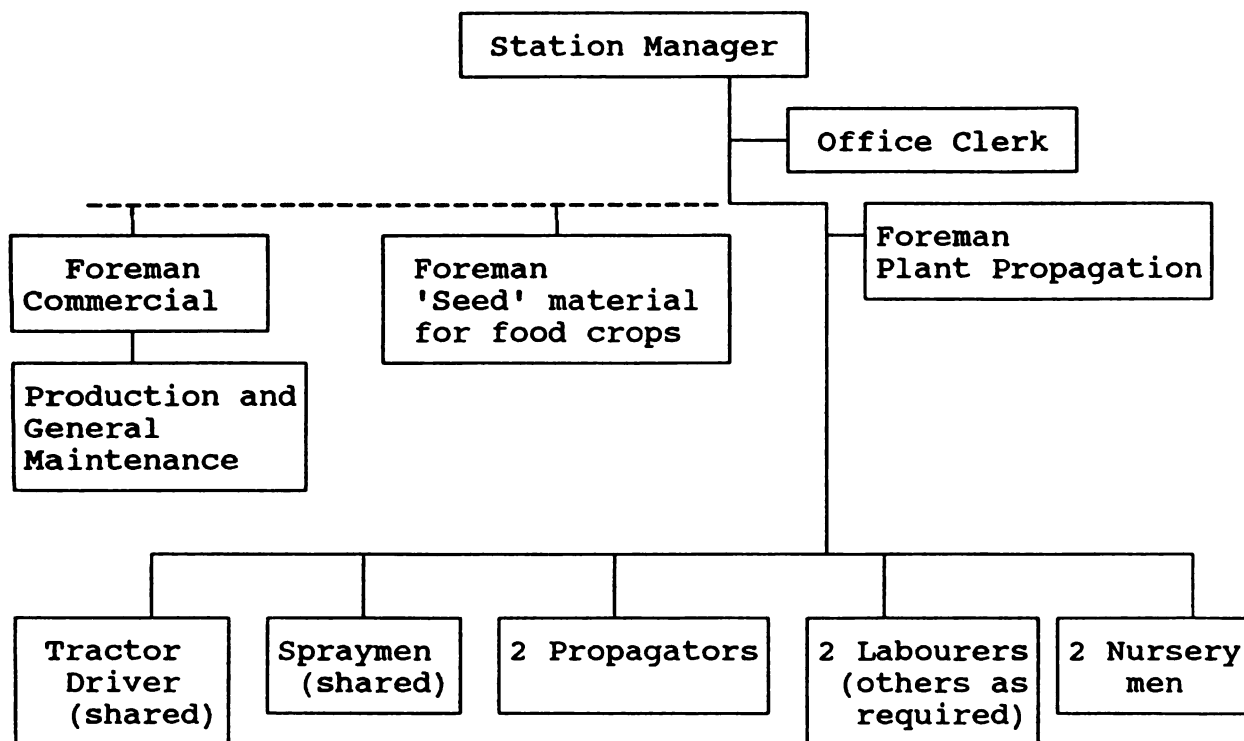 Station Manager
Office Clerk
Foreman
Commercial
Foreman
'Seed' material
for food crops
Foreman
Plant Propagation
Production and
General
Maintenance
Tractor
Driver
(shared)
Spraymen
(shared)
2 Propagators
2 Labourers
(others as
required)
2 Nursery
men